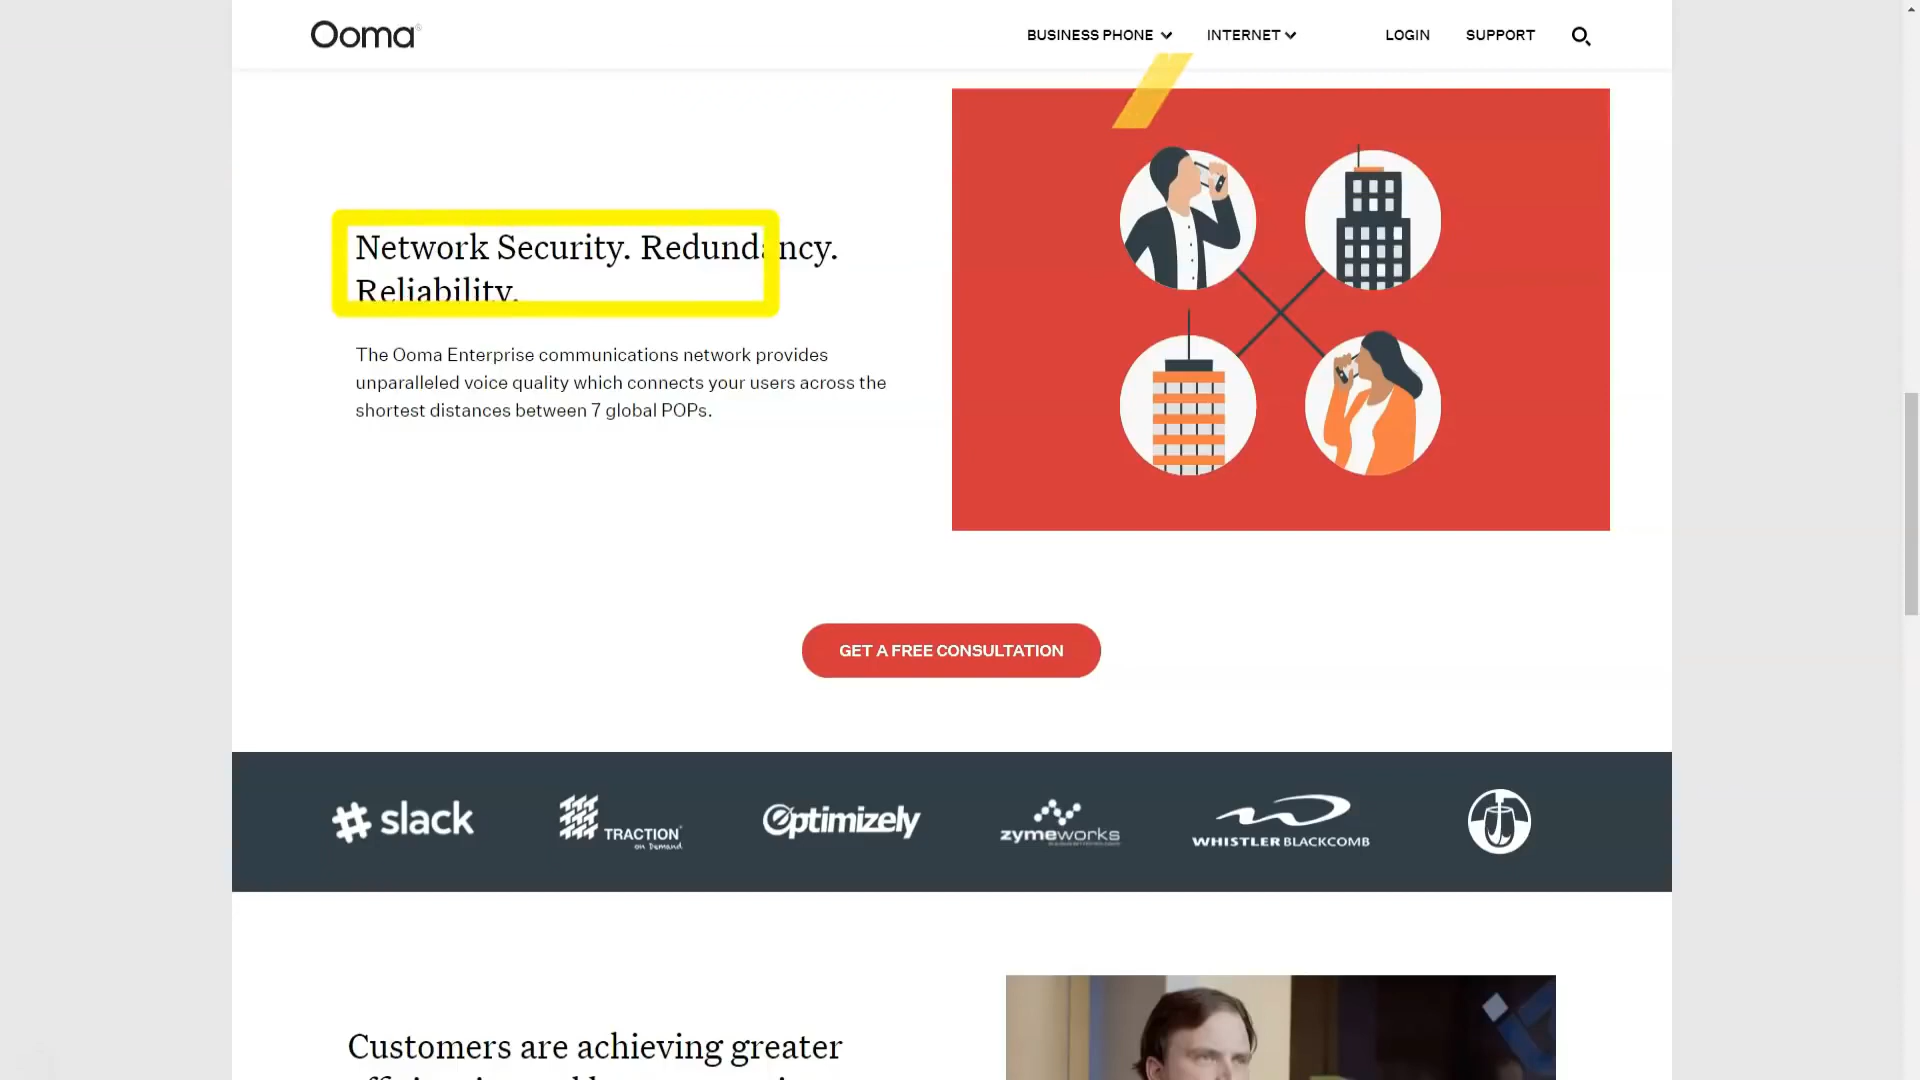 Ooma
BUSINESS PHONE
INTERNET
LOGIN
SUPPORT
Network Security. Redundancy.
Reliability.
The Ooma Enterprise communications network provides
unparalleled voice quality which connects your users across the
shortest distances between 7 global POPs.
GET A FREE CONSULTATION
slack
TRACTION
on Demand
Optimizely
zymeworks
WHISTLER BLACKCOMB
Customers are achieving greater